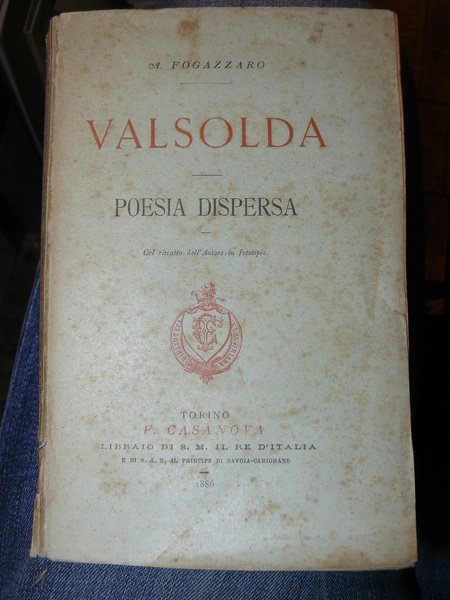 A. FOGAZZARO
VALSOLDA
POESIA DISPERSA
Col ritratto dell'Autore in fototipia.
TORINO
F. CASANOVA
LIBRAIO DI S. M. IL RE D'ITALIA
E DI S. A. R. IL PRINCIPE DI SAVOIA-CARIGNANO
1886